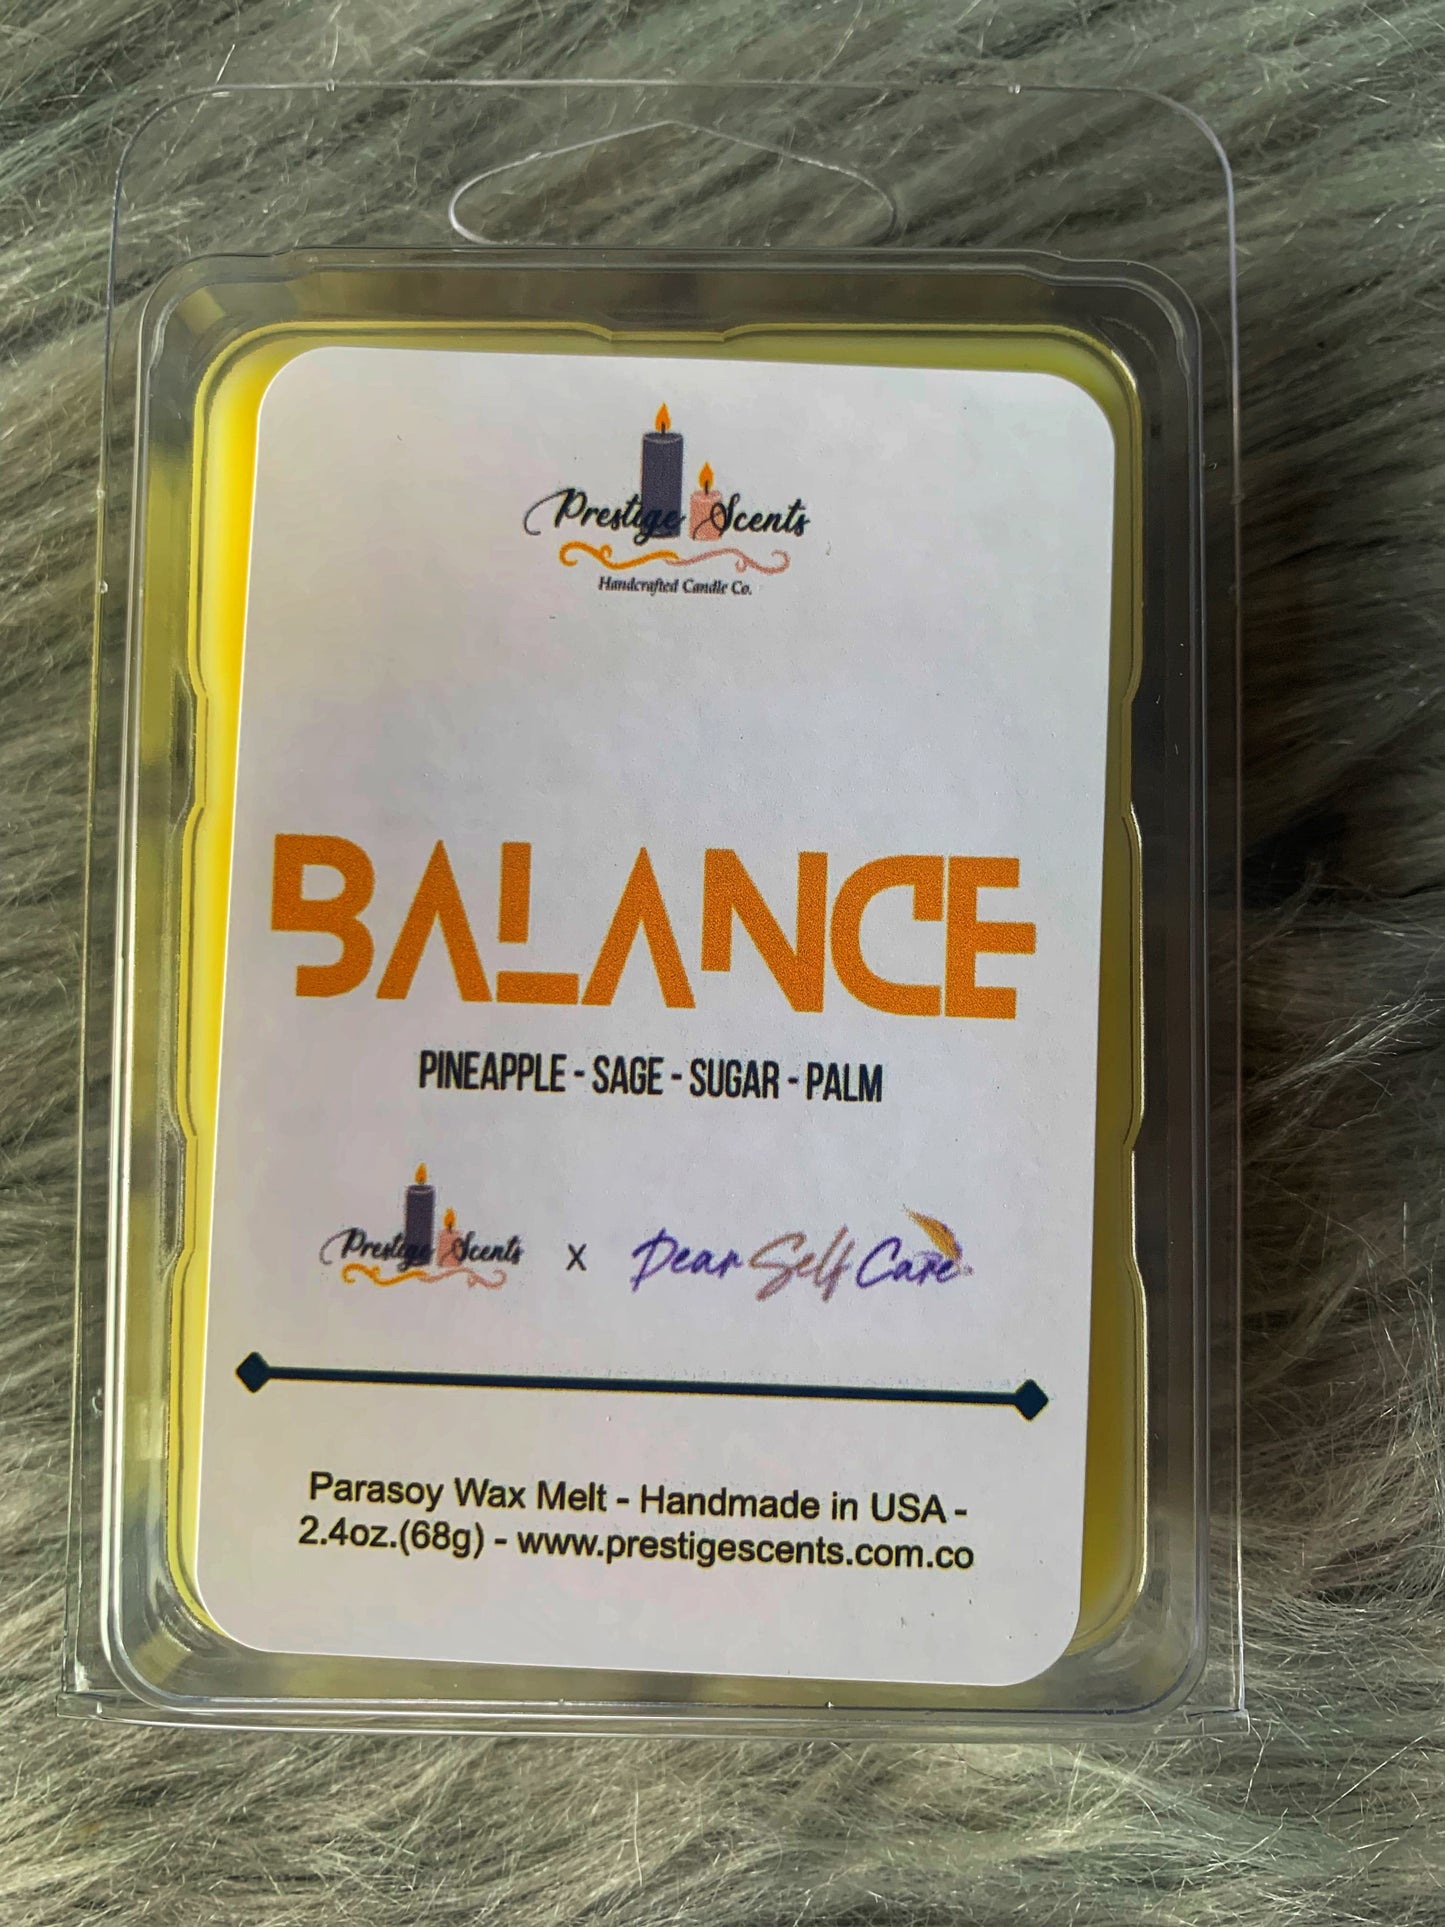 Prestige Scents
Handcrafted Candle Co.
BALANCE
PINEAPPLE - SAGE - SUGAR - PALM
Prestige Scents x Dear Self Care
Parasoy Wax Melt - Handmade in USA -
2.4oz.(68g) - www.prestigescents.com.co